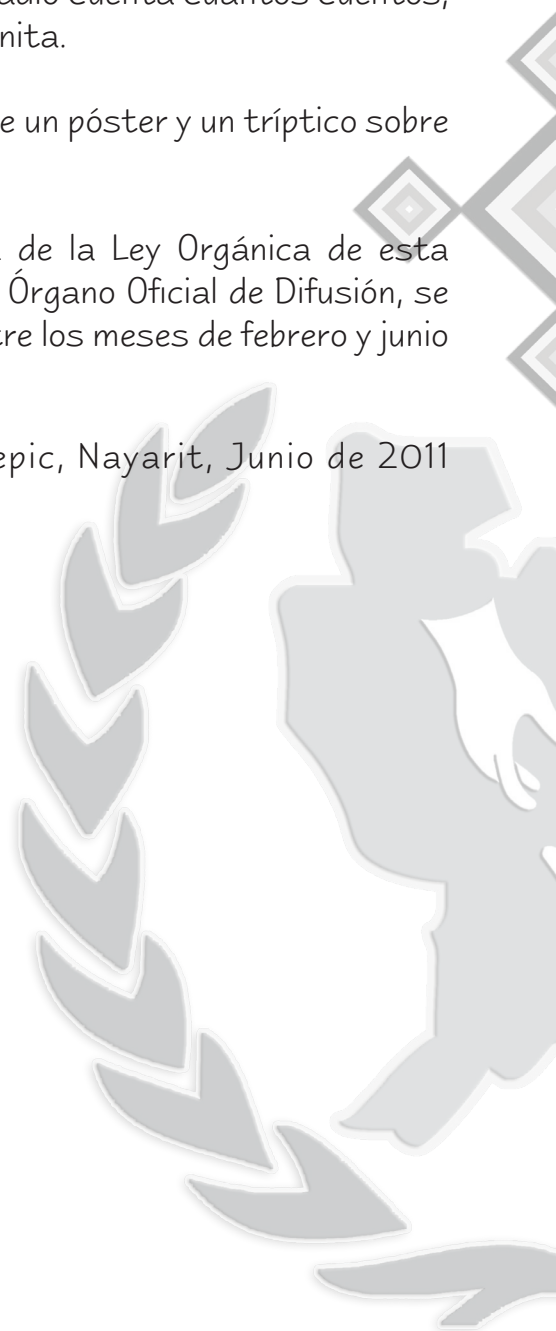 cuenta cuántos cuentos,
nita.
e un póster y un tríptico sobre
de la Ley Orgánica de esta
Órgano Oficial de Difusión, se
re los meses de febrero y junio
epic, Nayarit, Junio de 2011